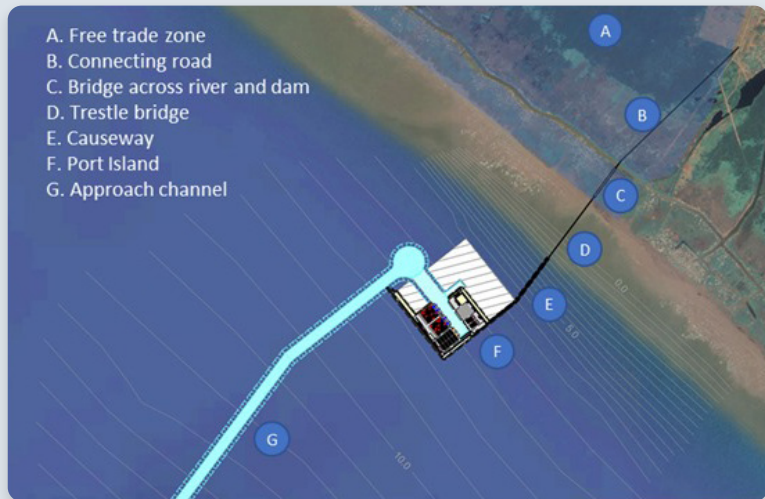 A. Free trade zone
B. Connecting road
C. Bridge across river and dam
D. Trestle bridge
E. Causeway
F. Port Island
G. Approach channel
A
B
C
D
0.0
E
5.0
F
G
10.0